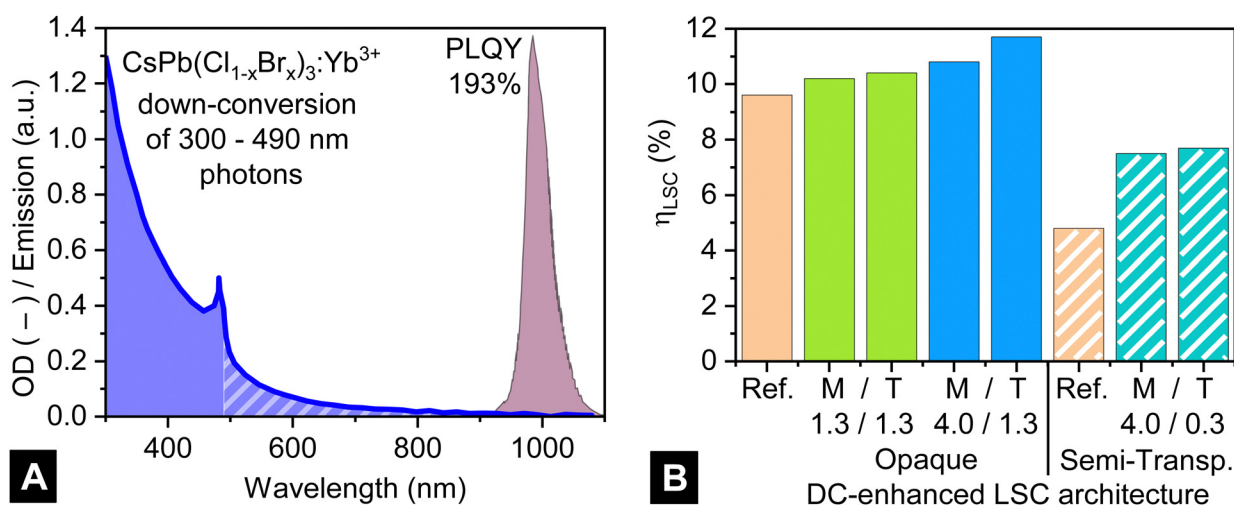 1.4
1.2
1.0
0.8
0.6
0.4
0.2
0.0
OD ( – ) / Emission (a.u.)
CsPb(Cl1-xBrx)3:Yb3+
down-conversion
of 300 - 490 nm
photons
PLQY
193%
400 600 800 1000
Wavelength (nm)
A
12
10
8
6
4
2
0
ηLSC (%)
Ref. M / T M / T Ref. M / T
1.3 / 1.3 4.0 / 1.3 4.0 / 0.3
Opaque Semi-Transp.
DC-enhanced LSC architecture
B